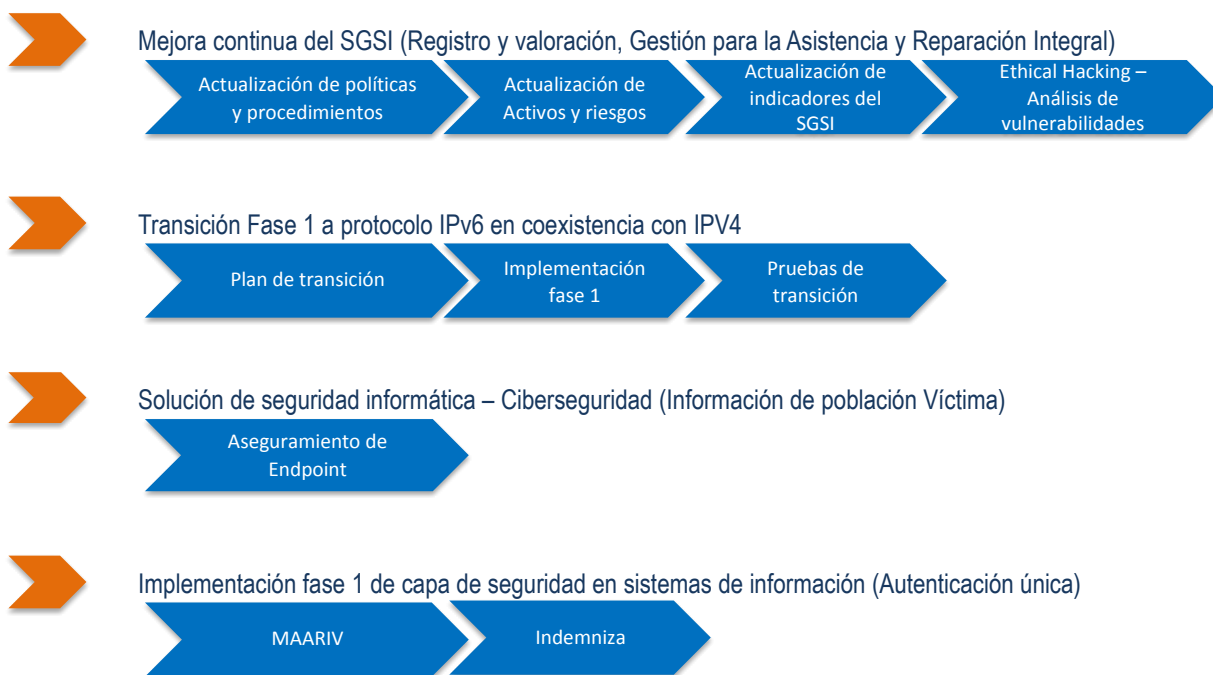 Mejora continua del SGSI (Registro y valoración, Gestión para la Asistencia y Reparación Integral)
Actualización de políticas
y procedimientos
Actualización de
Activos y riesgos
Actualización de
indicadores del
SGSI
Ethical Hacking –
Análisis de
vulnerabilidades
Transición Fase 1 a protocolo IPv6 en coexistencia con IPV4
Plan de transición
Implementación
fase 1
Pruebas de
transición
Solución de seguridad informática – Ciberseguridad (Información de población Víctima)
Aseguramiento de
Endpoint
Implementación fase 1 de capa de seguridad en sistemas de información (Autenticación única)
MAARIV
Indemniza